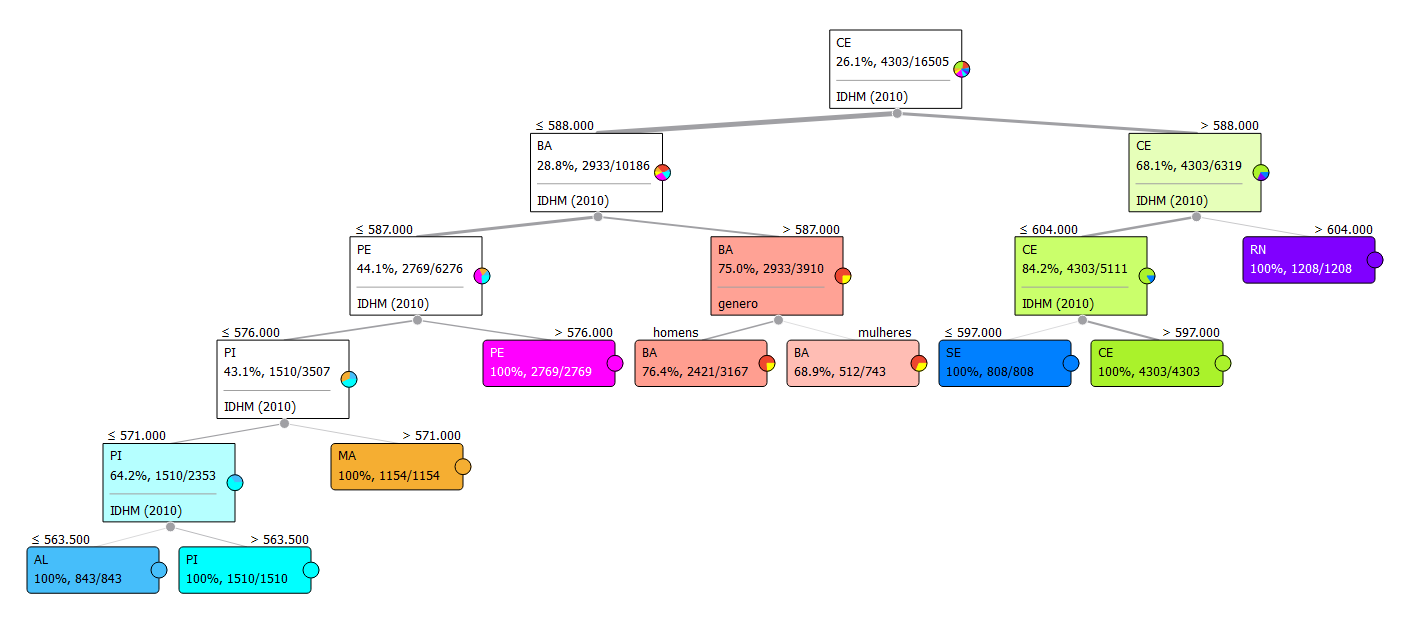 CE
26.1%, 4303/16505
IDHM (2010)
≤ 588.000
> 588.000
BA
28.8%, 2933/10186
IDHM (2010)
CE
68.1%, 4303/6319
IDHM (2010)
≤ 587.000
> 587.000
≤ 604.000
> 604.000
PE
44.1%, 2769/6276
IDHM (2010)
BA
75.0%, 2933/3910
genero
CE
84.2%, 4303/5111
IDHM (2010)
RN
100%, 1208/1208
≤ 576.000
> 576.000
homens
mulheres
≤ 597.000
> 597.000
PI
43.1%, 1510/3507
IDHM (2010)
PE
100%, 2769/2769
BA
76.4%, 2421/3167
BA
68.9%, 512/743
SE
100%, 808/808
CE
100%, 4303/4303
≤ 571.000
> 571.000
PI
64.2%, 1510/2353
IDHM (2010)
MA
100%, 1154/1154
≤ 563.500
> 563.500
AL
100%, 843/843
PI
100%, 1510/1510